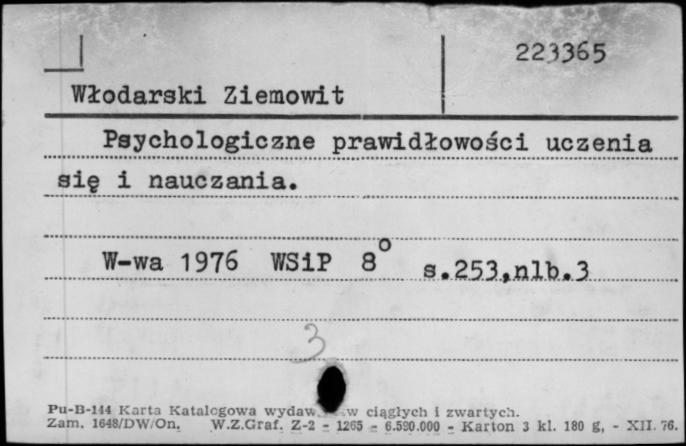 223365
Włodarski Ziemowit
Psychologiczne prawidłowości uczenia
się i nauczania.
W-wa 1976 WSiP 8° s.253,nlb.3
3
Pu-B-144 Karta Katalogowa wydaw w ciągłych i zwartych.
Zam. 1648/DW/On. W.Z.Graf. Z-2 - 1265 - 6.590.000 - Karton 3 kl. 180 g, - XII. 76.